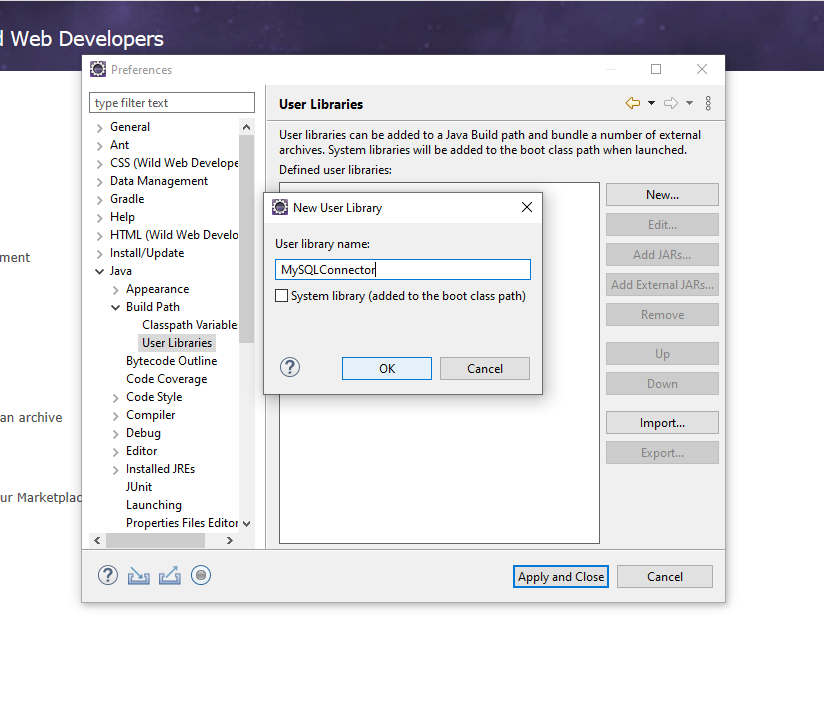 d Web Developers
Preferences
type filter text
General
Ant
CSS (Wild Web Develope
Data Management
Gradle
Help
HTML (Wild Web Develo
Install/Update
Java
Appearance
Build Path
Classpath Variable
User Libraries
Bytecode Outline
Code Coverage
Code Style
Compiler
Debug
Editor
Installed JREs
JUnit
Launching
Properties Files Editor
User Libraries
User libraries can be added to a Java Build path and bundle a number of external
archives. System libraries will be added to the boot class path when launched.
Defined user libraries:
New...
Edit...
Add JARs...
Add External JARs...
Remove
Up
Down
Import...
Export...
New User Library
User library name:
MySQLConnector
System library (added to the boot class path)
?
OK
Cancel
?
Apply and Close
Cancel
ment
an archive
ur Marketplac